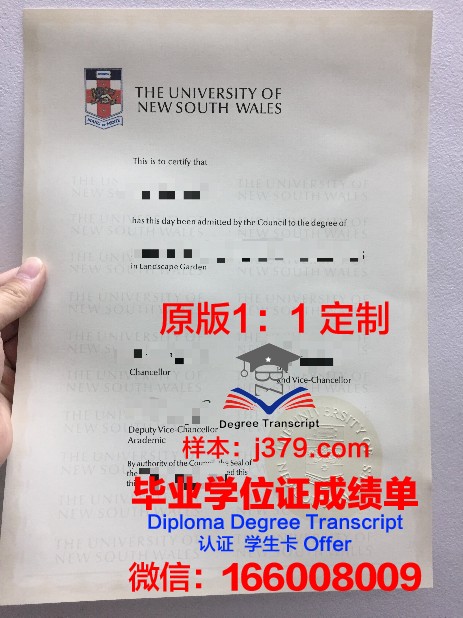 THE UNIVERSITY OF
NEW SOUTH WALES
This is to certify that
has this day been admitted by the Council to the degree of
in Landscape Garden
原版1：1 定制
Chancellor
and Vice-Chancellor
Degree Transcript
Deputy Vice-Chancellor
Academic
样本：j379.com
By authority of the Council, the Seal of
the
ed this
毕业学位证成绩单
Diploma Degree Transcript
认证 学生卡 Offer
微信：166008009